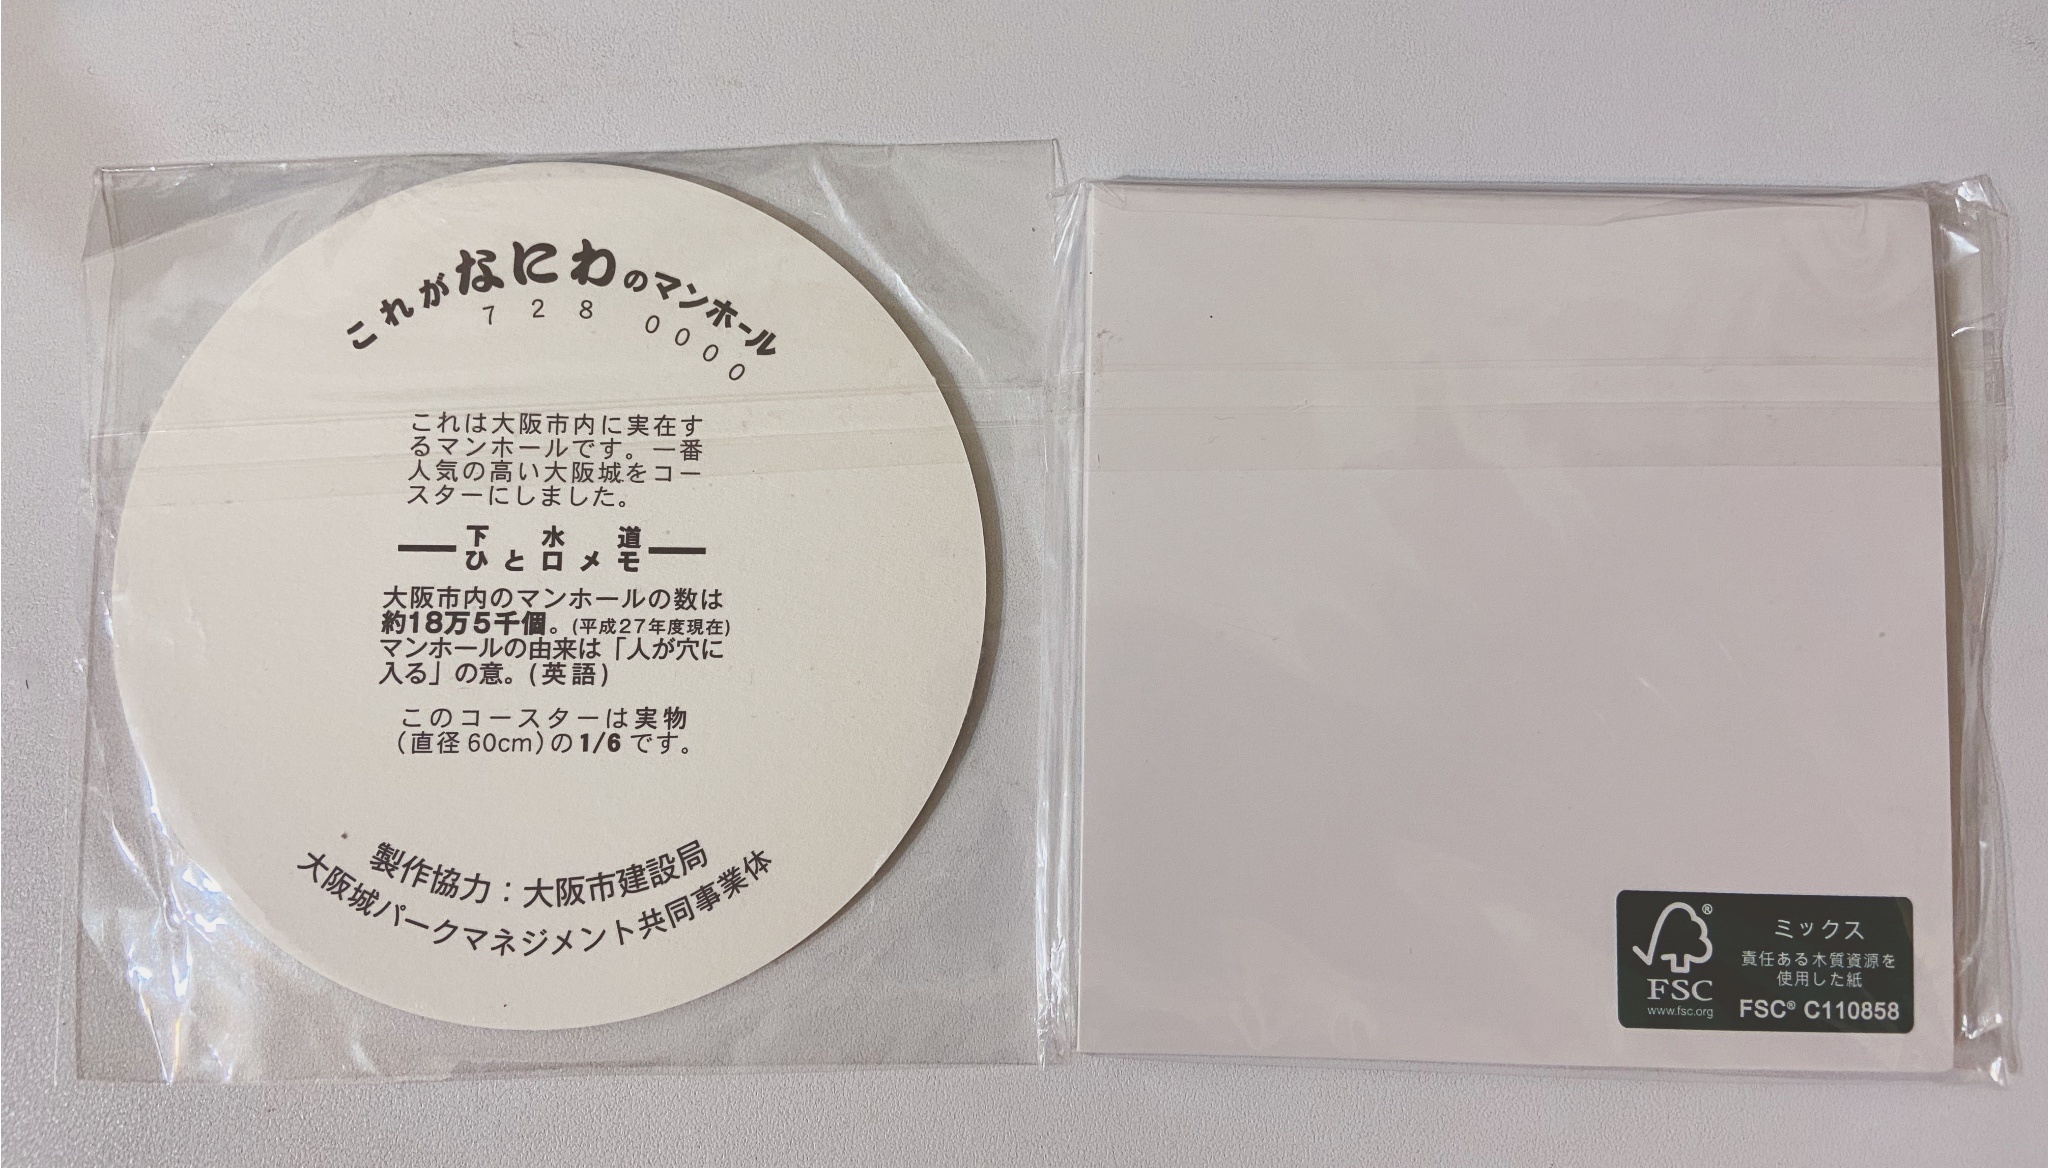 これがなにわのマンホール
728 0000
これは大阪市内に実在す
るマンホールです。一番
人気の高い大阪城をコー
スターにしました。
下水道
ひと口メモ
大阪市内のマンホールの数は
約18万5千個。(平成27年度現在)
マンホールの由来は「人が穴に
入る」の意。(英語)
このコースターは実物
(直径60cm)の1/6です。
製作協力：大阪市建設局
大阪城パークマネジメント共同事業体
FSC
www.fsc.org
ミックス
責任ある木質資源を
使用した紙
FSC® C110858